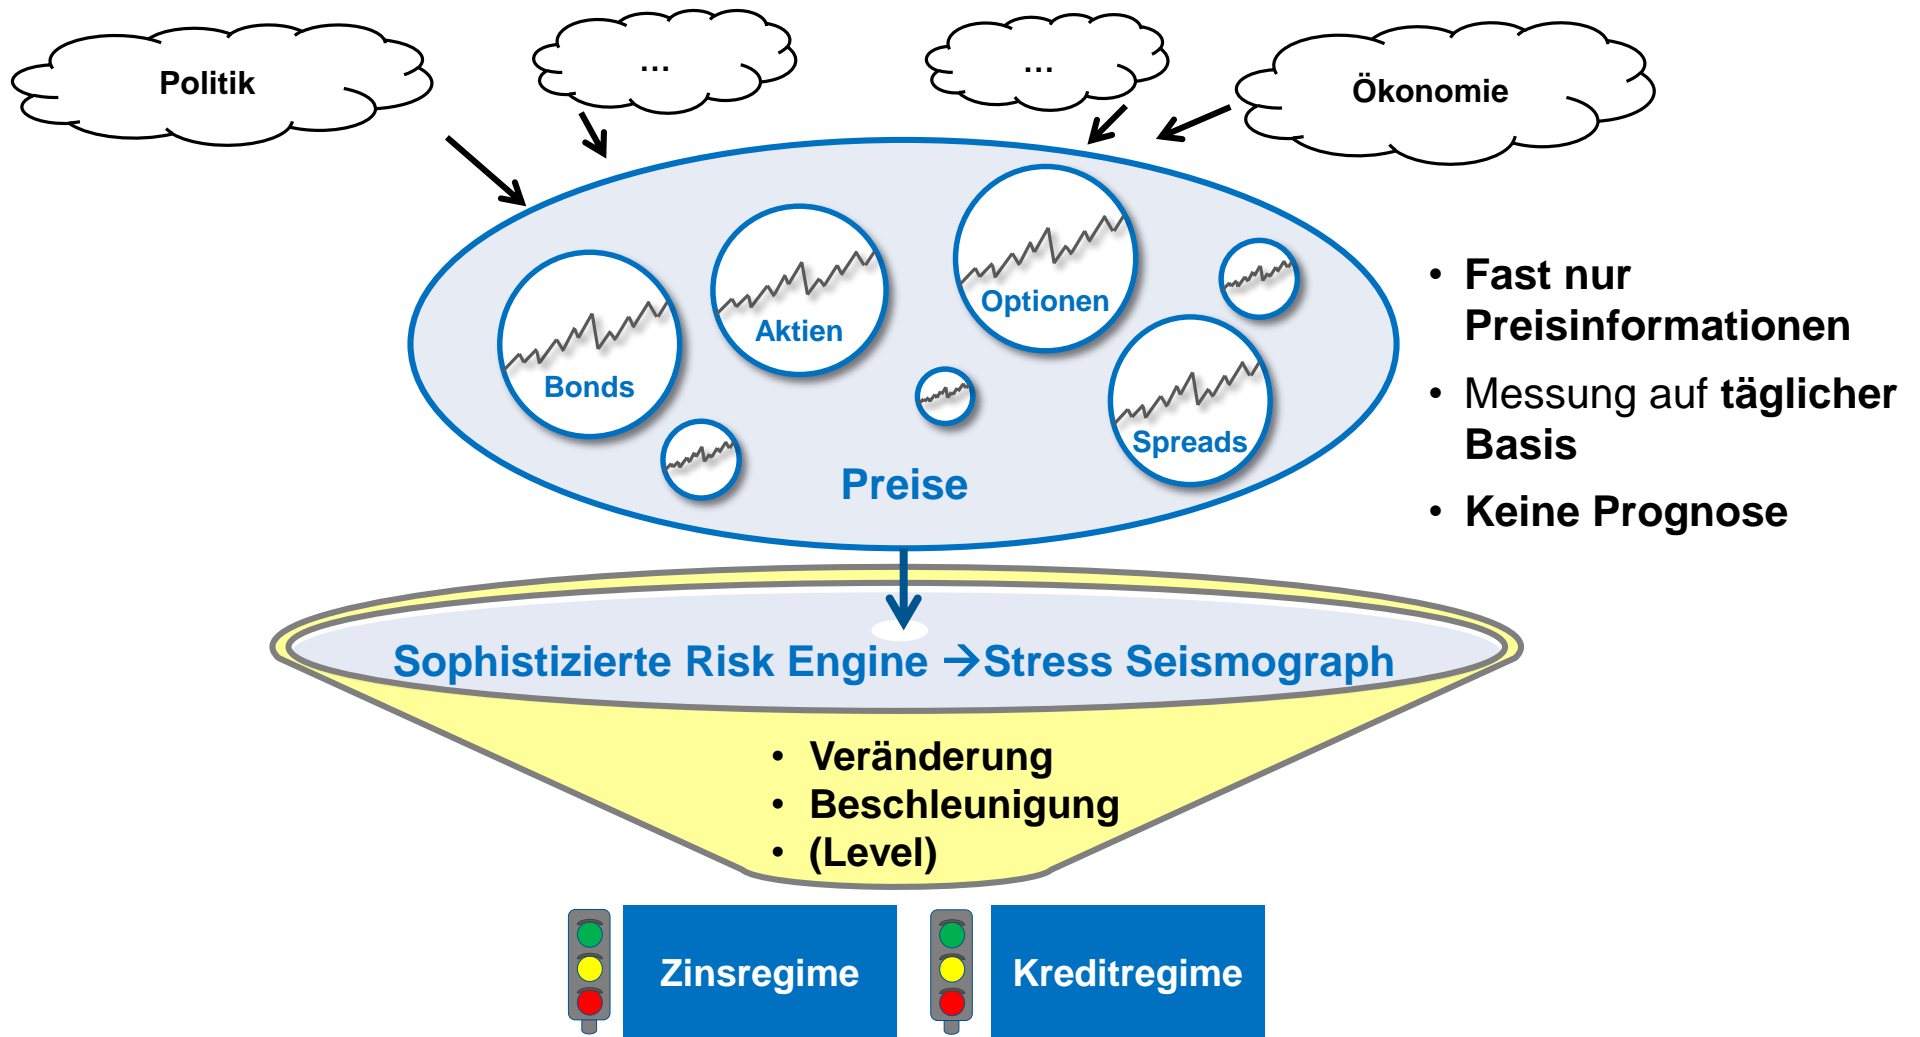 Politik
…
…
Ökonomie
Bonds
Aktien
Optionen
Spreads
Preise
• Fast nur
Preisinformationen
• Messung auf täglicher
Basis
• Keine Prognose
Sophistizierte Risk Engine →Stress Seismograph
• Veränderung
• Beschleunigung
• (Level)
Zinsregime
Kreditregime